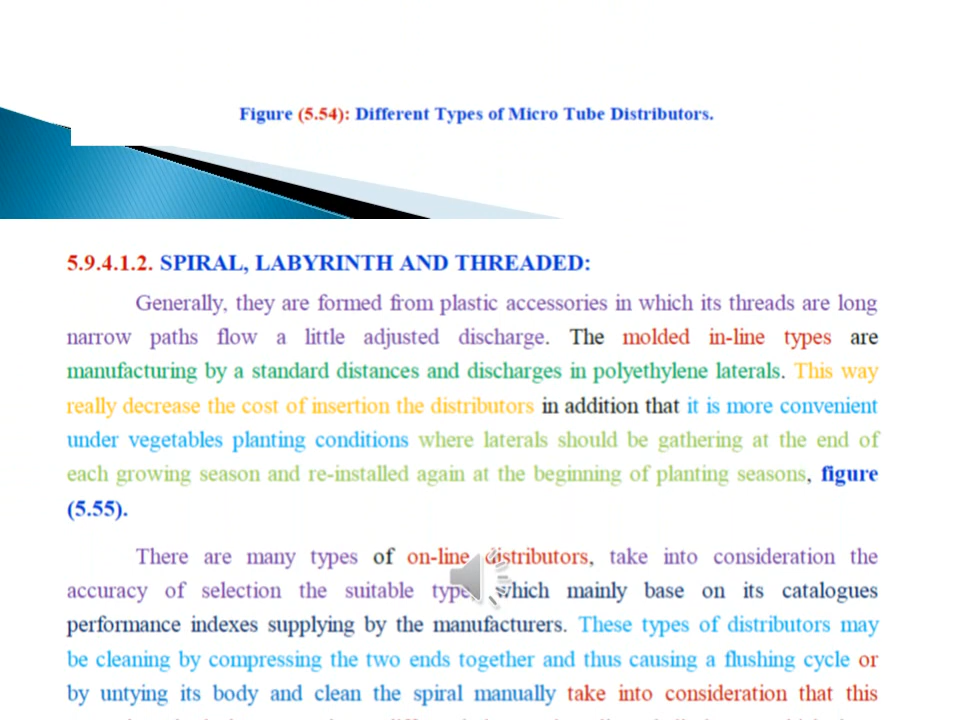 Figure (5.54): Different Types of Micro Tube Distributors.
5.9.4.1.2. SPIRAL, LABYRINTH AND THREADED:
Generally, they are formed from plastic accessories in which its threads are long
narrow paths flow a little adjusted discharge. The molded in-line types are
manufacturing by a standard distances and discharges in polyethylene laterals. This way
really decrease the cost of insertion the distributors in addition that it is more convenient
under vegetables planting conditions where laterals should be gathering at the end of
each growing season and re-installed again at the beginning of planting seasons, figure
(5.55).
There are many types of on-line distributors, take into consideration the
accuracy of selection the suitable type, which mainly base on its catalogues
performance indexes supplying by the manufacturers. These types of distributors may
be cleaning by compressing the two ends together and thus causing a flushing cycle or
by untying its body and clean the spiral manually take into consideration that this